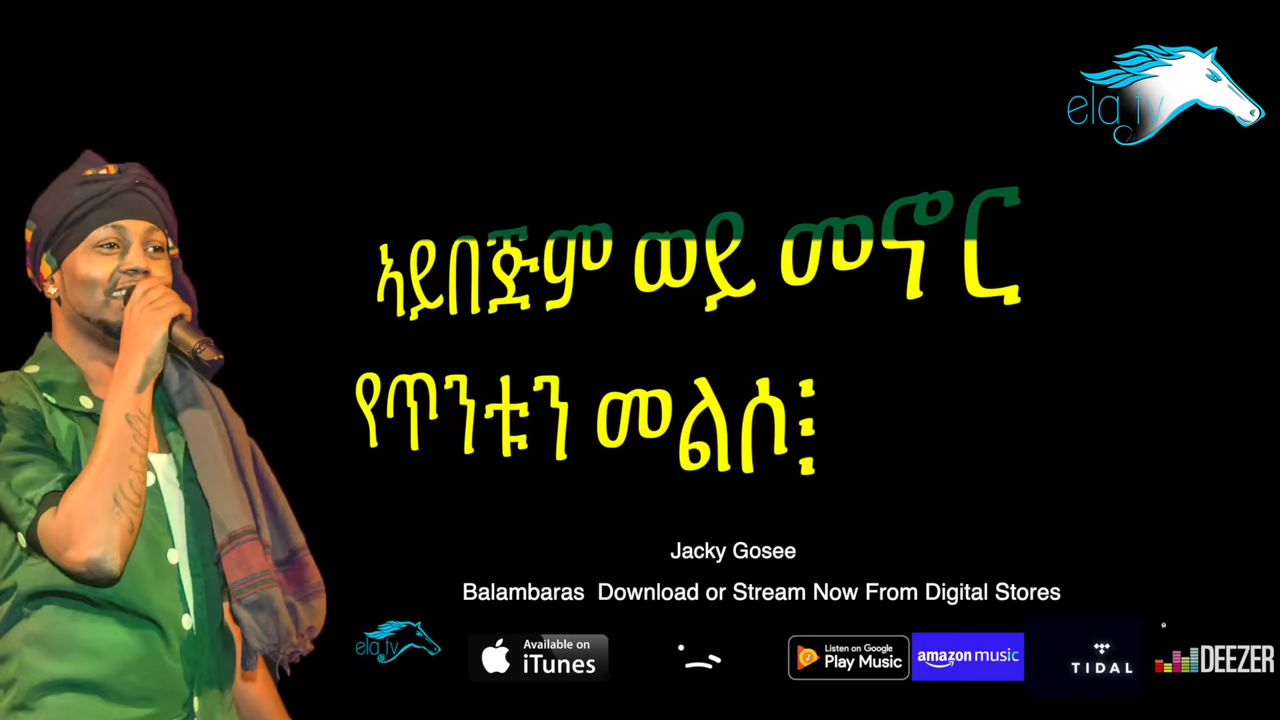 ela tv
ኣይበጅም ወይ መኖር
የጥንቱን መልሶ፧
Jacky Gosee
Balambaras Download or Stream Now From Digital Stores
ela tv
Available on
iTunes
Listen on Google
Play Music
amazon music
TIDAL
DEEZER